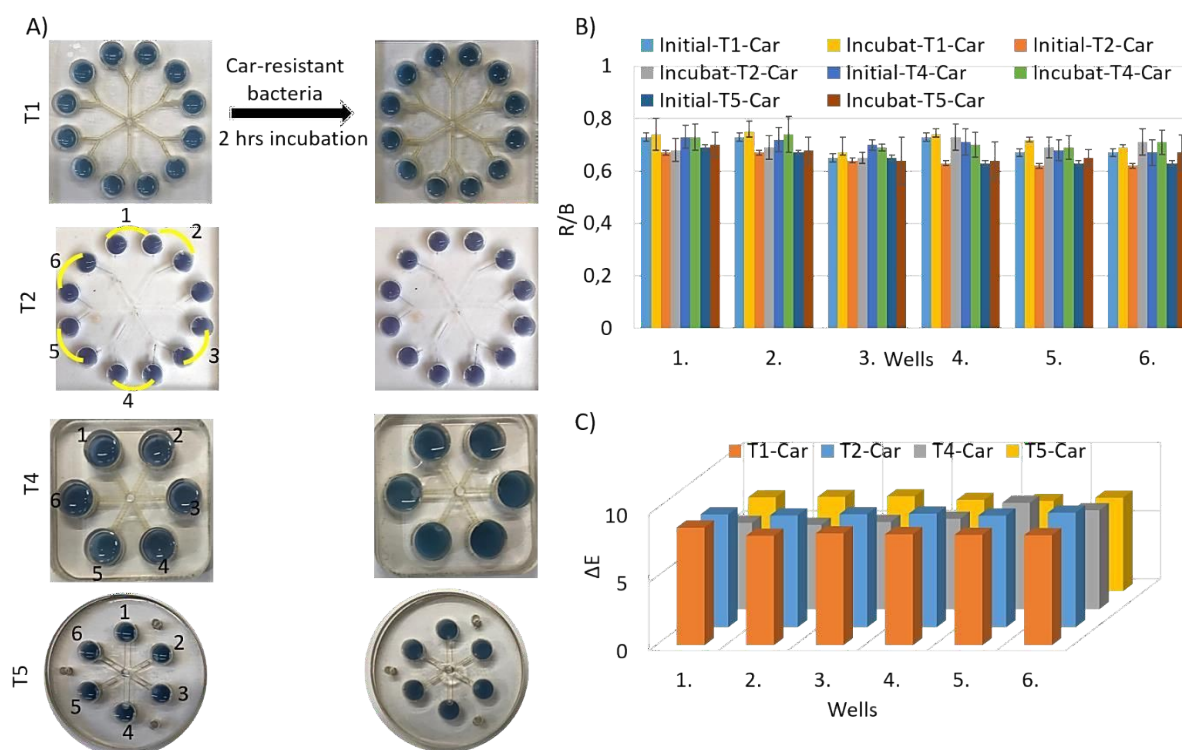 A)
T1
Car-resistant
bacteria
2 hrs incubation
T2
1
2
6
5
3
4
T4
1
2
6
3
5
4
T5
1
6
2
5
3
4
B)
Initial-T1-Car
Incubat-T1-Car
Initial-T2-Car
Incubat-T2-Car
Initial-T4-Car
Incubat-T4-Car
Initial-T5-Car
Incubat-T5-Car
1
0,8
0,6
0,4
0,2
0
R/B
1. 2. 3. 4. 5. 6.
Wells
C)
T1-Car T2-Car T4-Car T5-Car
10
5
0
ΔE
1. 2. 3. 4. 5. 6.
Wells